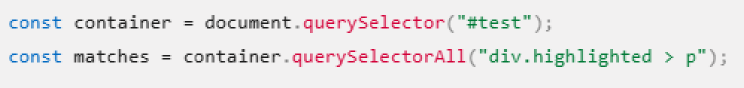 const container = document.querySelector("#test");
const matches = container.querySelectorAll("div.highlighted > p");